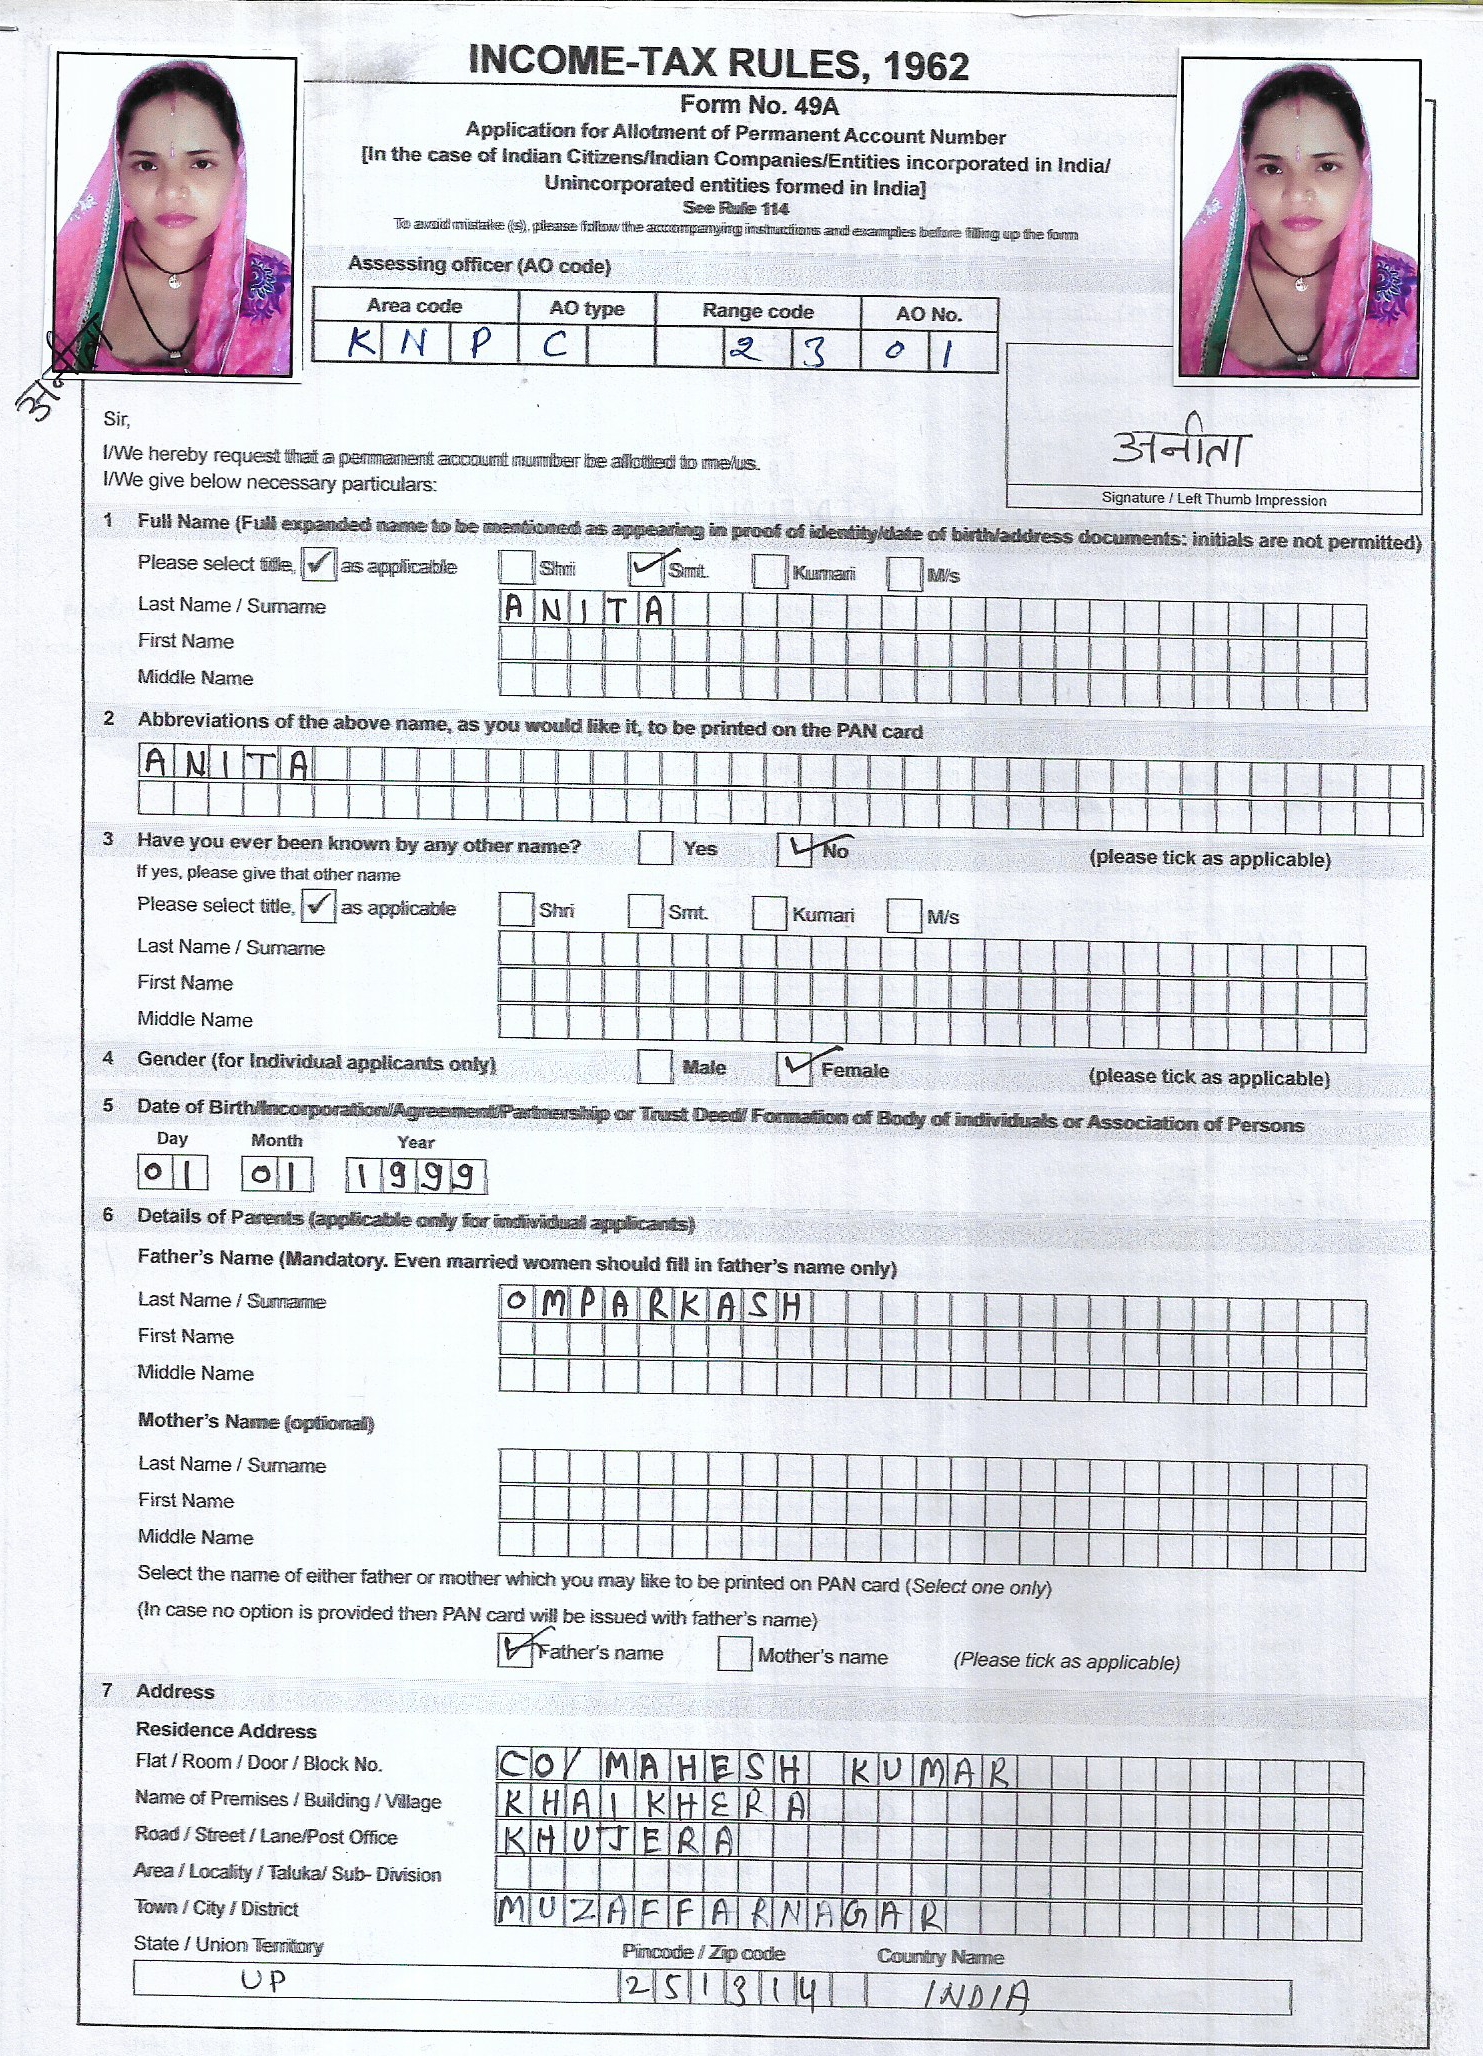 INCOME-TAX RULES, 1962
Form No. 49A
Application for Allotment of Permanent Account Number
[In the case of Indian Citizens/Indian Companies/Entities incorporated in India/
Unincorporated entities formed in India]
See Rule 114
To avoid mistake (s), please follow the accompanying instructions and examples before filling up the form
Assessing officer (AO code)
Area code AO type Range code AO No.
KNP C 23 01
अनीता
Sir,
अनीता
I/We hereby request that a permanent account number be allotted to me/us.
I/We give below necessary particulars:
Signature / Left Thumb Impression
1 Full Name (Full expanded name to be mentioned as appearing in proof of identity/date of birth/address documents: initials are not permitted)
Please select title, ✓ as applicable Shri ✓ Smt. Kumari M/s
Last Name / Surname ANITA
First Name
Middle Name
2 Abbreviations of the above name, as you would like it, to be printed on the PAN card
ANITA
3 Have you ever been known by any other name? Yes ✓ No (please tick as applicable)
If yes, please give that other name
Please select title, ✓ as applicable Shri Smt. Kumari M/s
Last Name / Surname
First Name
Middle Name
4 Gender (for Individual applicants only) Male ✓ Female (please tick as applicable)
5 Date of Birth/Incorporation/Agreement/Partnership or Trust Deed/ Formation of Body of individuals or Association of Persons
Day Month Year
01 01 1999
6 Details of Parents (applicable only for individual applicants)
Father's Name (Mandatory. Even married women should fill in father's name only)
Last Name / Surname OMPARKASH
First Name
Middle Name
Mother's Name (optional)
Last Name / Surname
First Name
Middle Name
Select the name of either father or mother which you may like to be printed on PAN card (Select one only)
(In case no option is provided then PAN card will be issued with father's name)
✓ Father's name Mother's name (Please tick as applicable)
7 Address
Residence Address
Flat / Room / Door / Block No. CO/ MAHESH KUMAR
Name of Premises / Building / Village KHAIKHERA
Road / Street / Lane/Post Office KHUJERA
Area / Locality / Taluka/ Sub- Division
Town / City / District MUZAFFARNAGAR
State / Union Territory Pincode / Zip code Country Name
UP 251314 INDIA